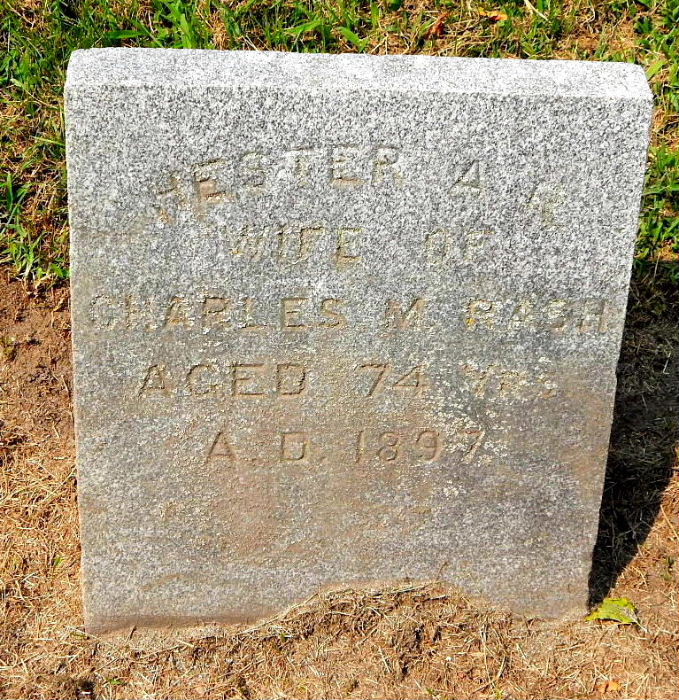 HESTER A. R.
WIFE OF
CHARLES M. RASH
AGED 74 Yrs.
A.D. 1897